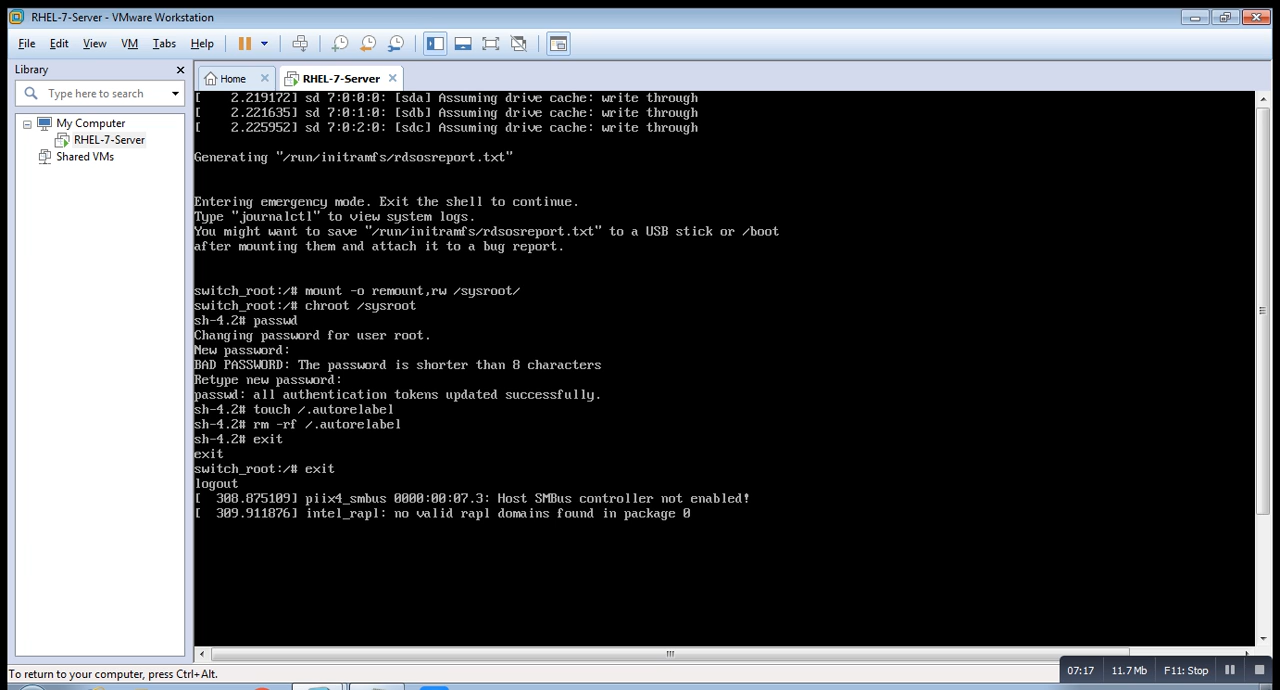 RHEL-7-Server - VMware Workstation
File Edit View VM Tabs Help
Library
Type here to search
My Computer
RHEL-7-Server
Shared VMs
Home
RHEL-7-Server
[    2.219172] sd 7:0:0:0: [sda] Assuming drive cache: write through
[    2.221635] sd 7:0:1:0: [sdb] Assuming drive cache: write through
[    2.225952] sd 7:0:2:0: [sdc] Assuming drive cache: write through
Generating "/run/initramfs/rdsosreport.txt"
Entering emergency mode. Exit the shell to continue.
Type "journalctl" to view system logs.
You might want to save "/run/initramfs/rdsosreport.txt" to a USB stick or /boot
after mounting them and attach it to a bug report.
switch_root:/# mount -o remount,rw /sysroot/
switch_root:/# chroot /sysroot
sh-4.2# passwd
Changing password for user root.
New password:
BAD PASSWORD: The password is shorter than 8 characters
Retype new password:
passwd: all authentication tokens updated successfully.
sh-4.2# touch /.autorelabel
sh-4.2# rm -rf /.autorelabel
sh-4.2# exit
exit
switch_root:/# exit
logout
[  308.875109] piix4_smbus 0000:00:07.3: Host SMBus controller not enabled!
[  309.911876] intel_rapl: no valid rapl domains found in package 0
To return to your computer, press Ctrl+Alt.
07:17 11.7 Mb F11: Stop